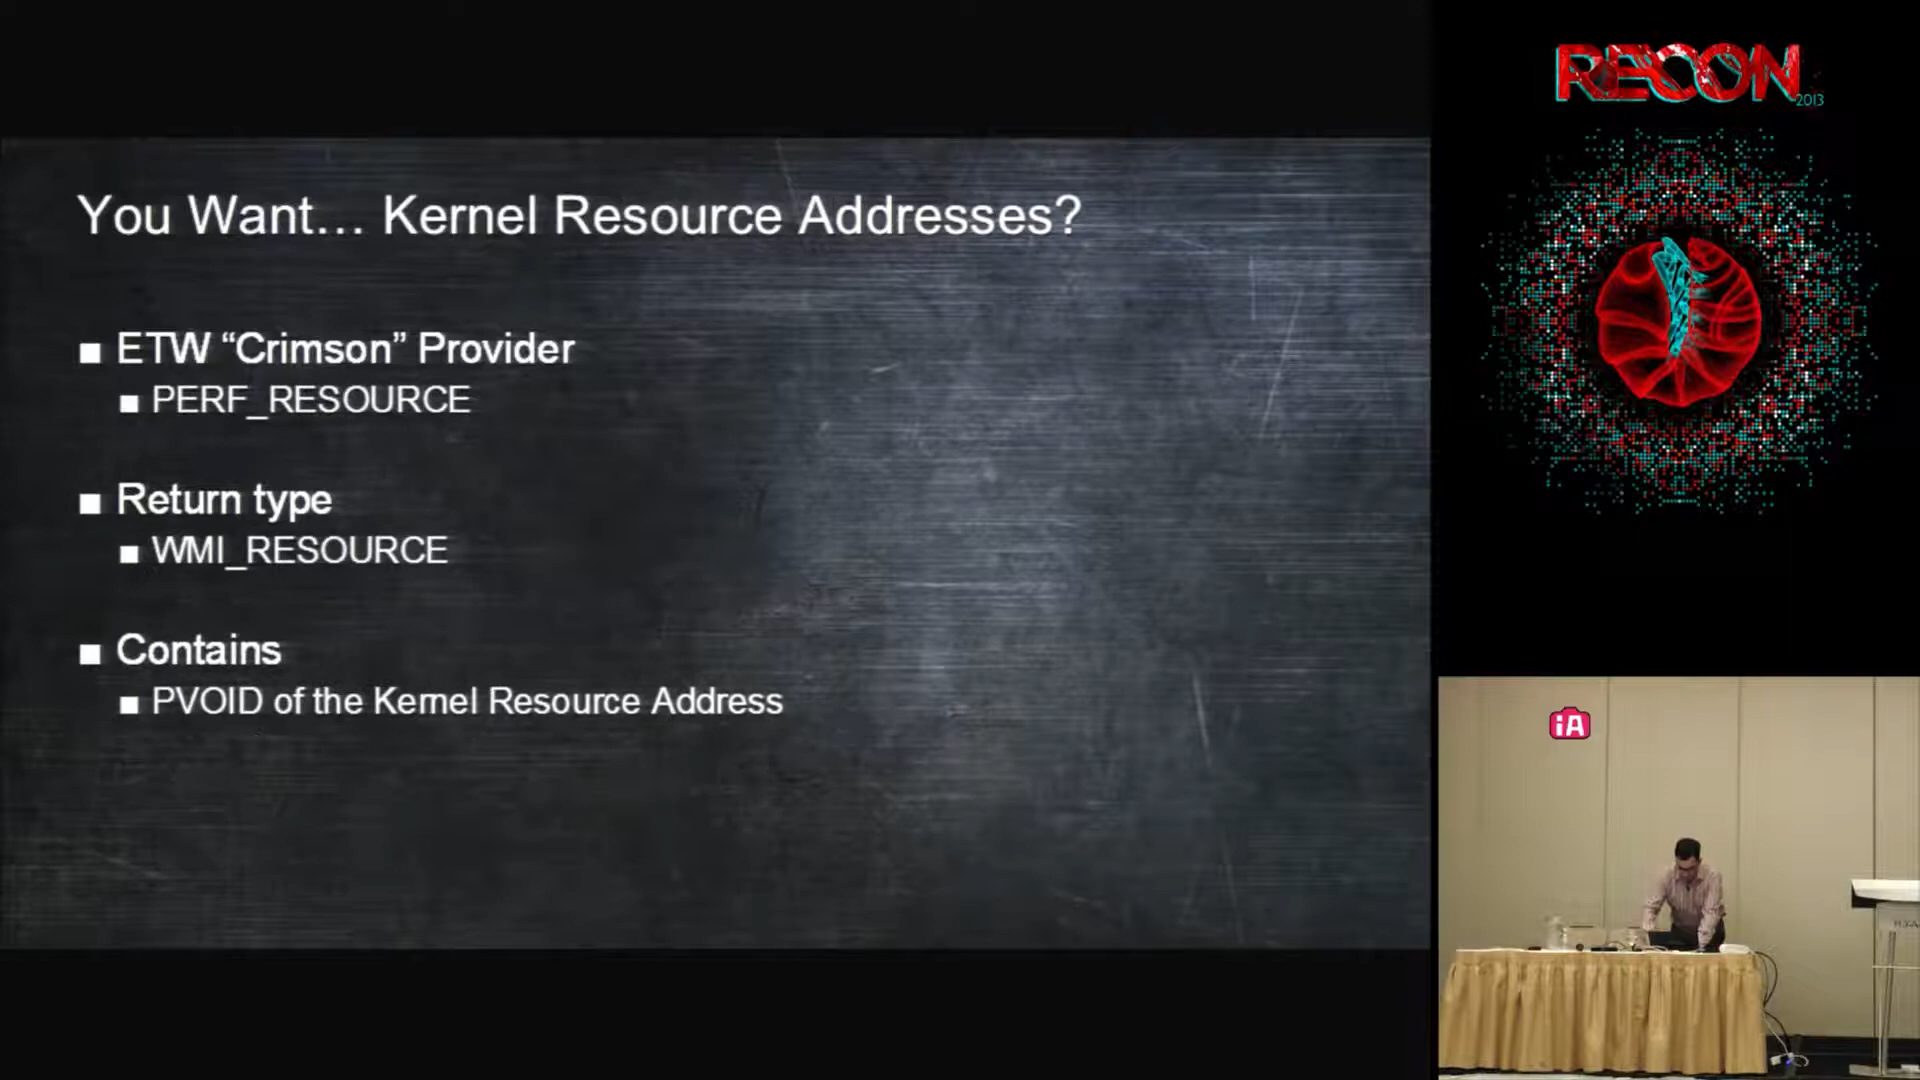 You Want… Kernel Resource Addresses?
■ ETW “Crimson” Provider
■ PERF_RESOURCE
■ Return type
■ WMI_RESOURCE
■ Contains
■ PVOID of the Kernel Resource Address
RECON
2013
iA